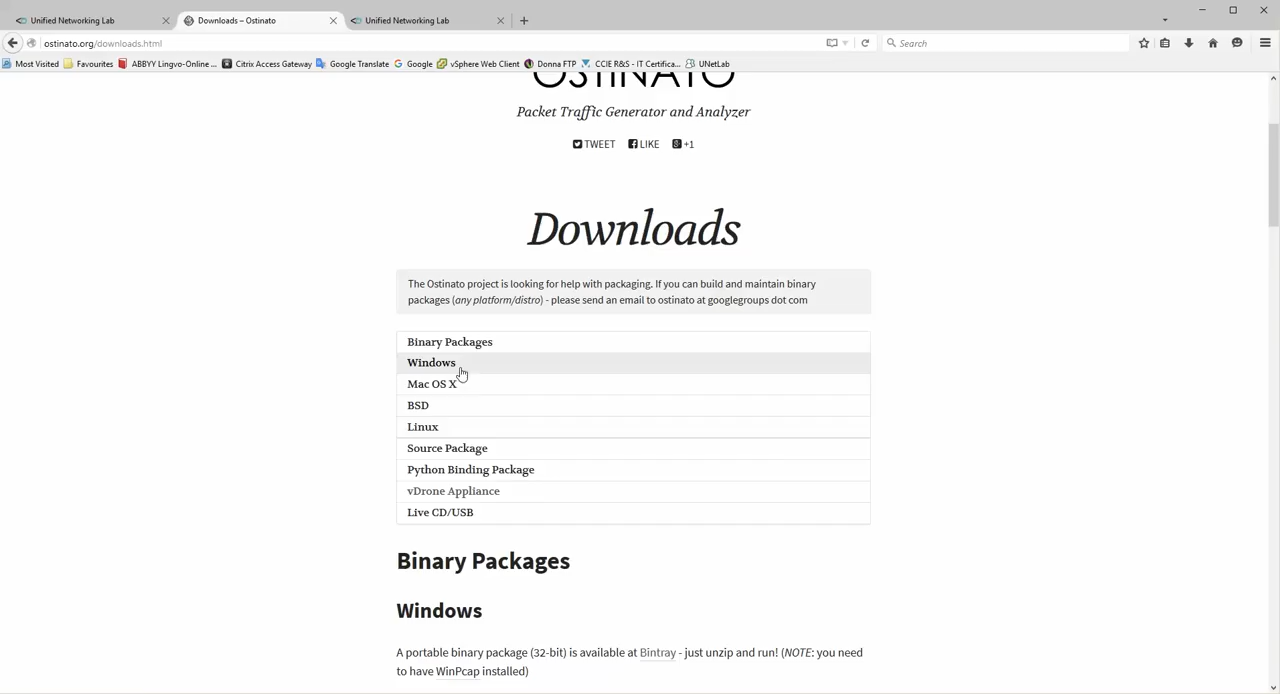 Unified Networking Lab
Downloads – Ostinato
Unified Networking Lab
ostinato.org/downloads.html
Search
Most Visited
Favourites
ABBYY Lingvo-Online ...
Citrix Access Gateway
Google Translate
Google
vSphere Web Client
Donna FTP
CCIE R&S - IT Certifica...
UNetLab
OSTINATO
Packet Traffic Generator and Analyzer
TWEET LIKE +1
Downloads
The Ostinato project is looking for help with packaging. If you can build and maintain binary
packages (any platform/distro) - please send an email to ostinato at googlegroups dot com
Binary Packages
Windows
Mac OS X
BSD
Linux
Source Package
Python Binding Package
vDrone Appliance
Live CD/USB
Binary Packages
Windows
A portable binary package (32-bit) is available at Bintray - just unzip and run! (NOTE: you need
to have WinPcap installed)